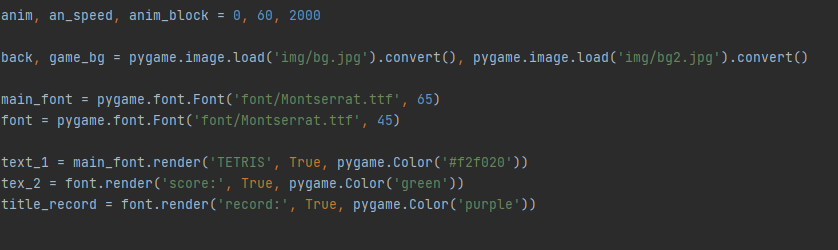 anim, an_speed, anim_block = 0, 60, 2000
back, game_bg = pygame.image.load('img/bg.jpg').convert(), pygame.image.load('img/bg2.jpg').convert()
main_font = pygame.font.Font('font/Montserrat.ttf', 65)
font = pygame.font.Font('font/Montserrat.ttf', 45)
text_1 = main_font.render('TETRIS', True, pygame.Color('#f2f020'))
tex_2 = font.render('score:', True, pygame.Color('green'))
title_record = font.render('record:', True, pygame.Color('purple'))